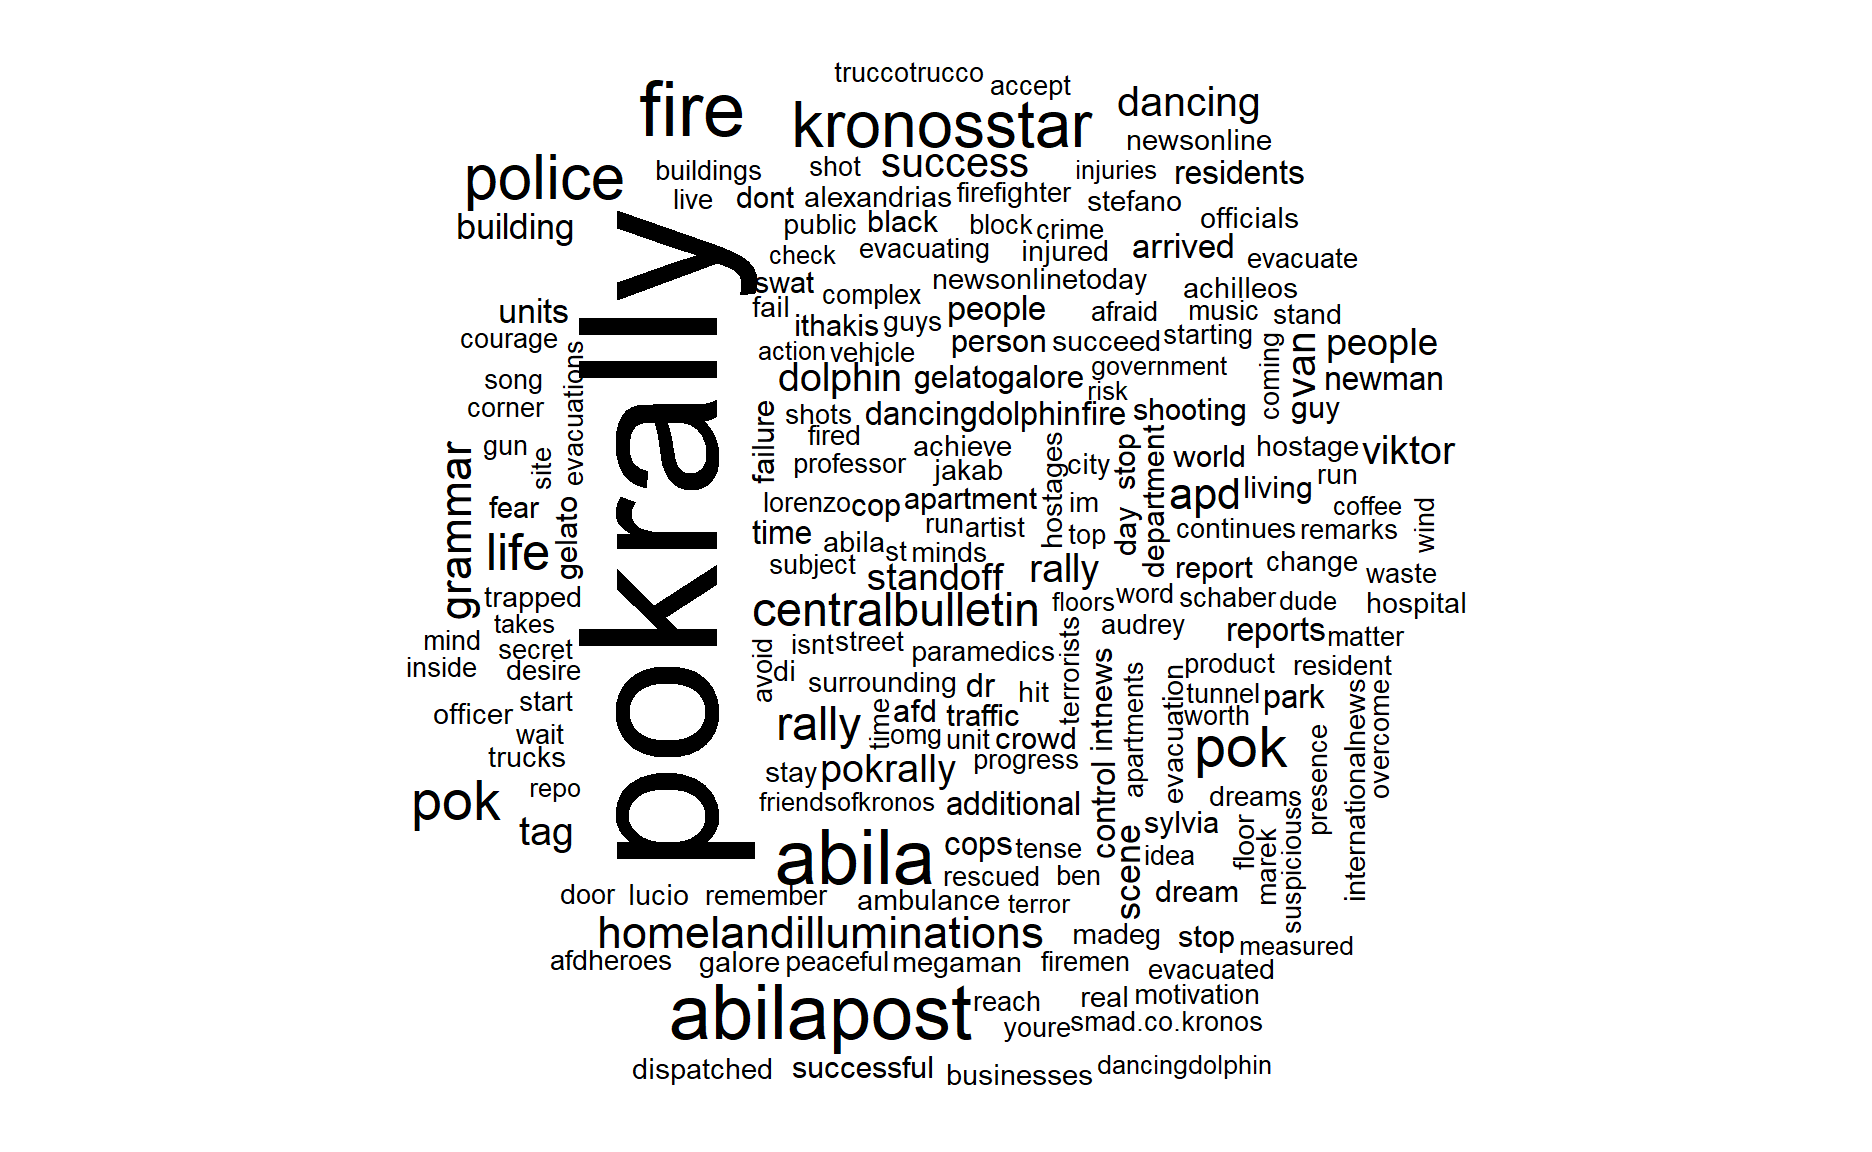 truccotrucco
accept
fire
kronosstar
dancing
newsonline
police
buildings
shot
success
injuries
residents
live
dont
alexandrias
firefighter
stefano
building
public
black
block
crime
officials
check
evacuating
injured
arrived
evacuate
swat
complex
newsonlinetoday
achilleos
units
fail
ithakis
guys
people
afraid
music
stand
courage
action
vehicle
person
succeed
starting
people
song
evacuations
dolphin
gelatogalore
government
risk
coming
van
newman
corner
pokrally
failure
shots
dancingdolphinfire
shooting
guy
gun
site
fired
achieve
hostages
day
stop
department
world
hostage
viktor
grammar
professor
jakab
city
run
fear
gelato
lorenzo
cop
apartment
im
apd
living
coffee
life
time
run
artist
top
continues
remarks
wind
abila
st
minds
subject
standoff
rally
report
change
waste
trapped
centralbulletin
floors
word
schaber
dude
hospital
takes
audrey
reports
matter
mind
secret
avoid
isnt
street
paramedics
terrorists
inside
desire
di
product
resident
surrounding
dr
hit
intnews
apartments
evacuation
tunnel
park
officer
start
rally
time
afd
traffic
worth
internationalnews
overcome
wait
omg
unit
crowd
control
pok
presence
trucks
stay
pokrally
progress
pok
repo
friendsofkronos
additional
dreams
tag
abila
cops
tense
scene
sylvia
floor
marek
suspicious
idea
rescued
ben
door
lucio
remember
ambulance
terror
dream
homelandilluminations
madeg
stop
measured
afdheroes
galore
peaceful
megaman
firemen
evacuated
abilapost
reach
real
motivation
youre
smad.co.kronos
dispatched
successful
businesses
dancingdolphin